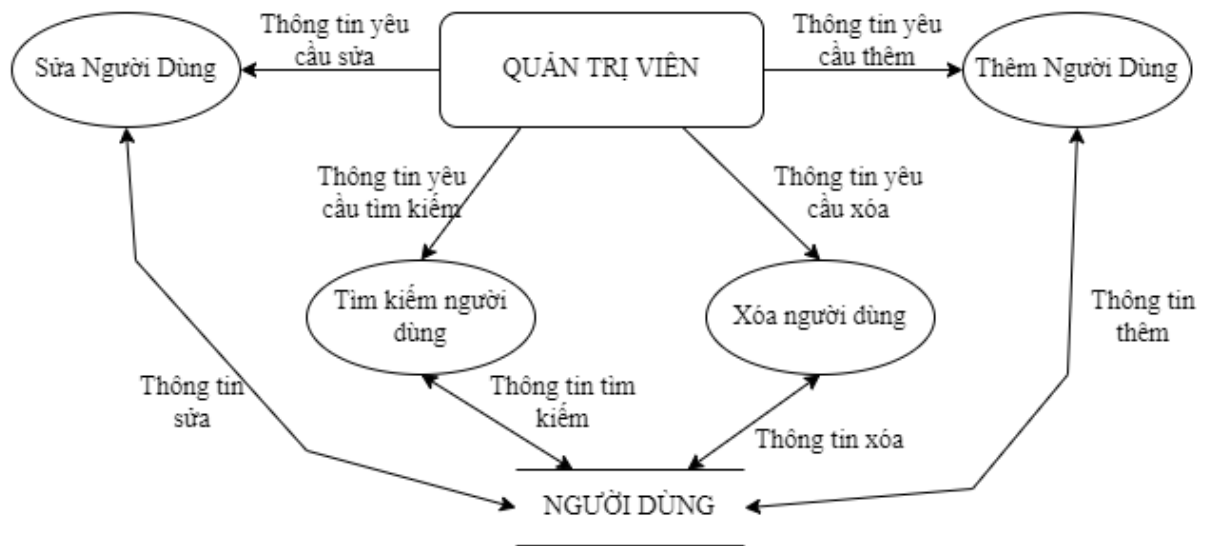 Thông tin yêu
cầu sửa
Thông tin yêu
cầu thêm
Sửa Người Dùng
QUẢN TRỊ VIÊN
Thêm Người Dùng
Thông tin yêu
cầu tìm kiếm
Thông tin yêu
cầu xóa
Tìm kiếm người
dùng
Xóa người dùng
Thông tin
thêm
Thông tin
sửa
Thông tin tìm
kiếm
Thông tin xóa
NGƯỜI DÙNG